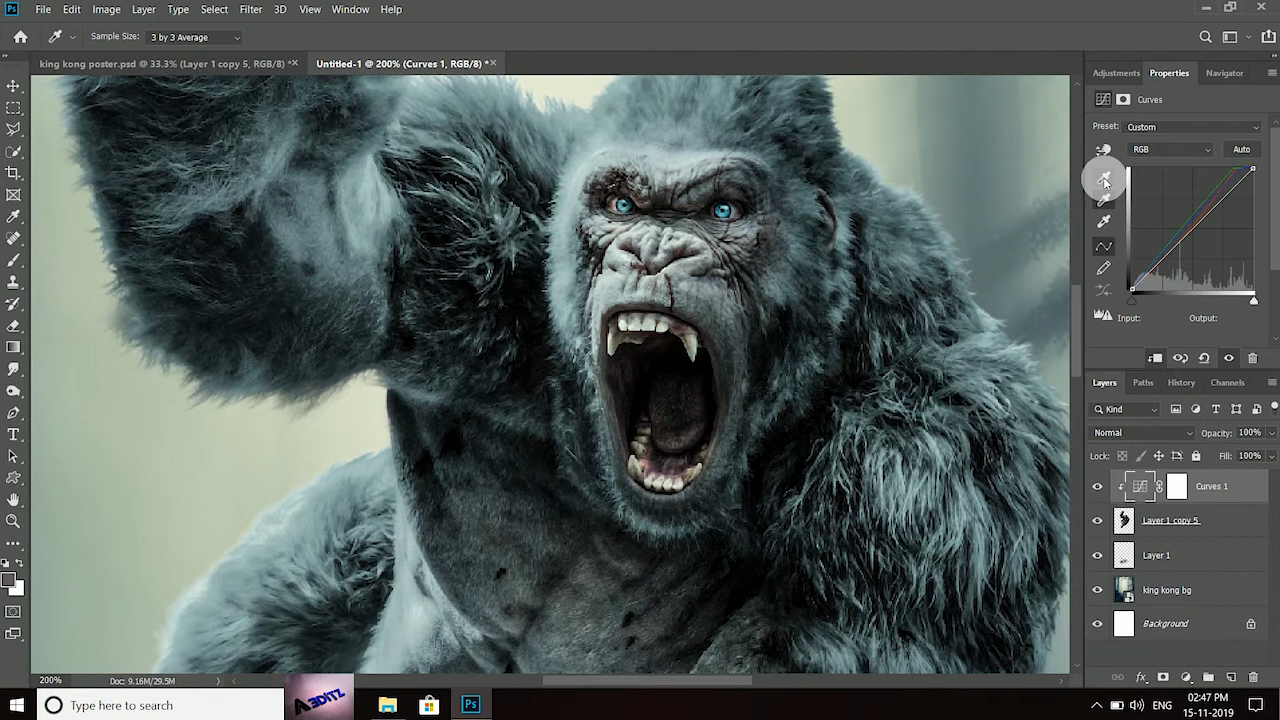 Ps File Edit Image Layer Type Select Filter 3D View Window Help
Sample Size: 3 by 3 Average
king kong poster.psd @ 33.3% (Layer 1 copy 5, RGB/8) * Untitled-1 @ 200% (Curves 1, RGB/8) *
Adjustments Properties Navigator
Curves
Preset: Custom
RGB Auto
Input: Output:
Layers Paths History Channels
Kind
Normal Opacity: 100%
Lock: Fill: 100%
Curves 1
Layer 1 copy 5
Layer 1
king kong bg
Background
200% Doc: 9.16M/29.5M
Type here to search
A EDITZ
Ps
ENG
02:47 PM
15-11-2019